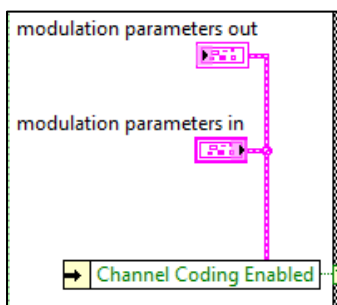 modulation parameters out
modulation parameters in
Channel Coding Enabled